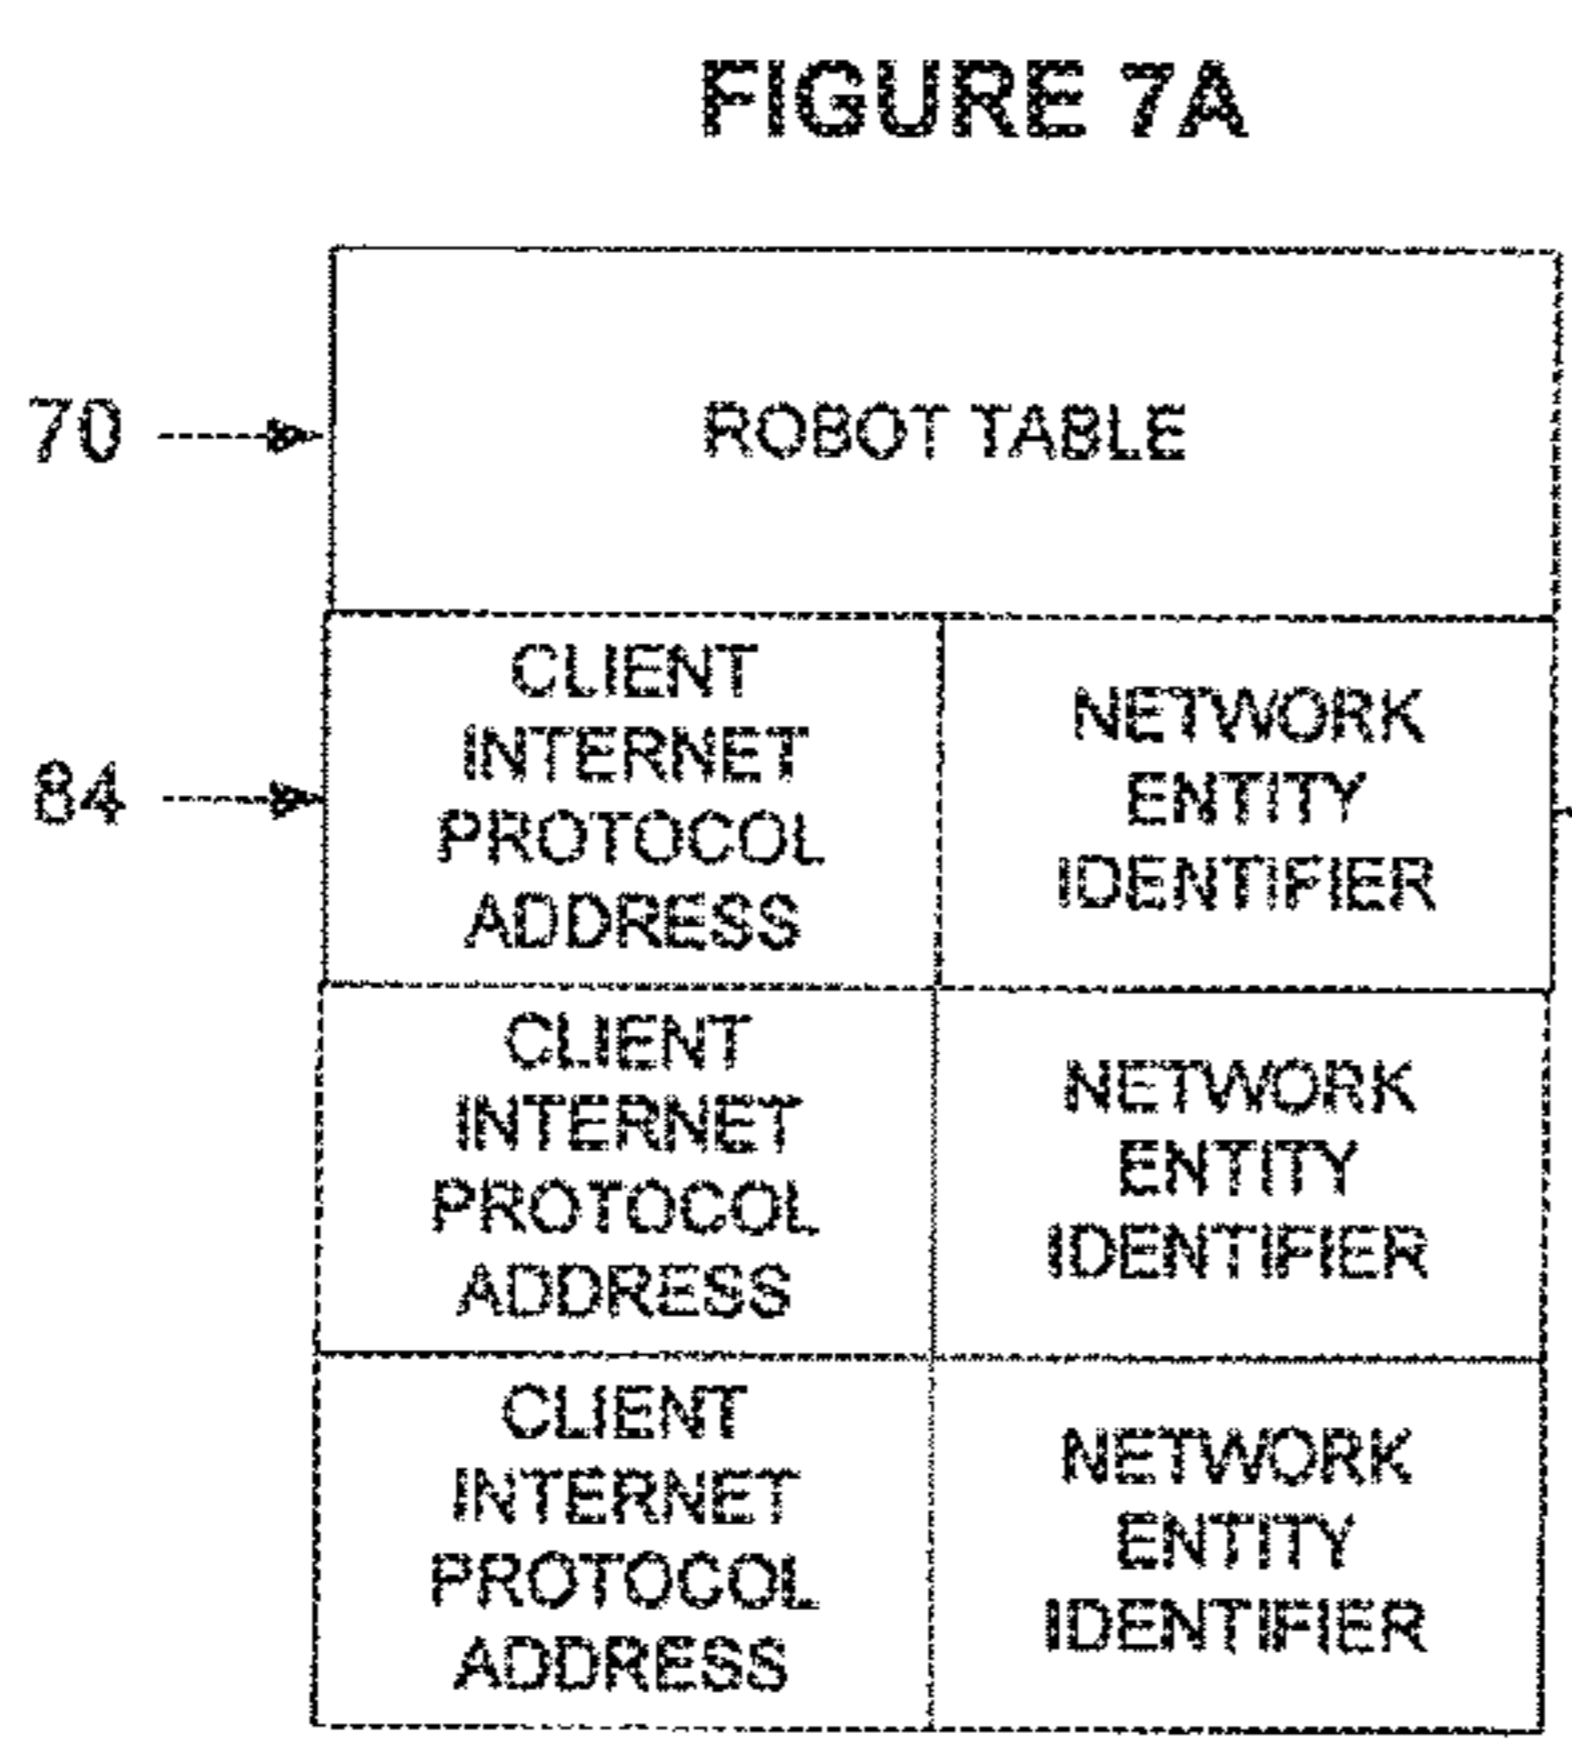 FIGURE 7A
70
ROBOT TABLE
84
CLIENT
INTERNET
PROTOCOL
ADDRESS
NETWORK
ENTITY
IDENTIFIER
CLIENT
INTERNET
PROTOCOL
ADDRESS
NETWORK
ENTITY
IDENTIFIER
CLIENT
INTERNET
PROTOCOL
ADDRESS
NETWORK
ENTITY
IDENTIFIER